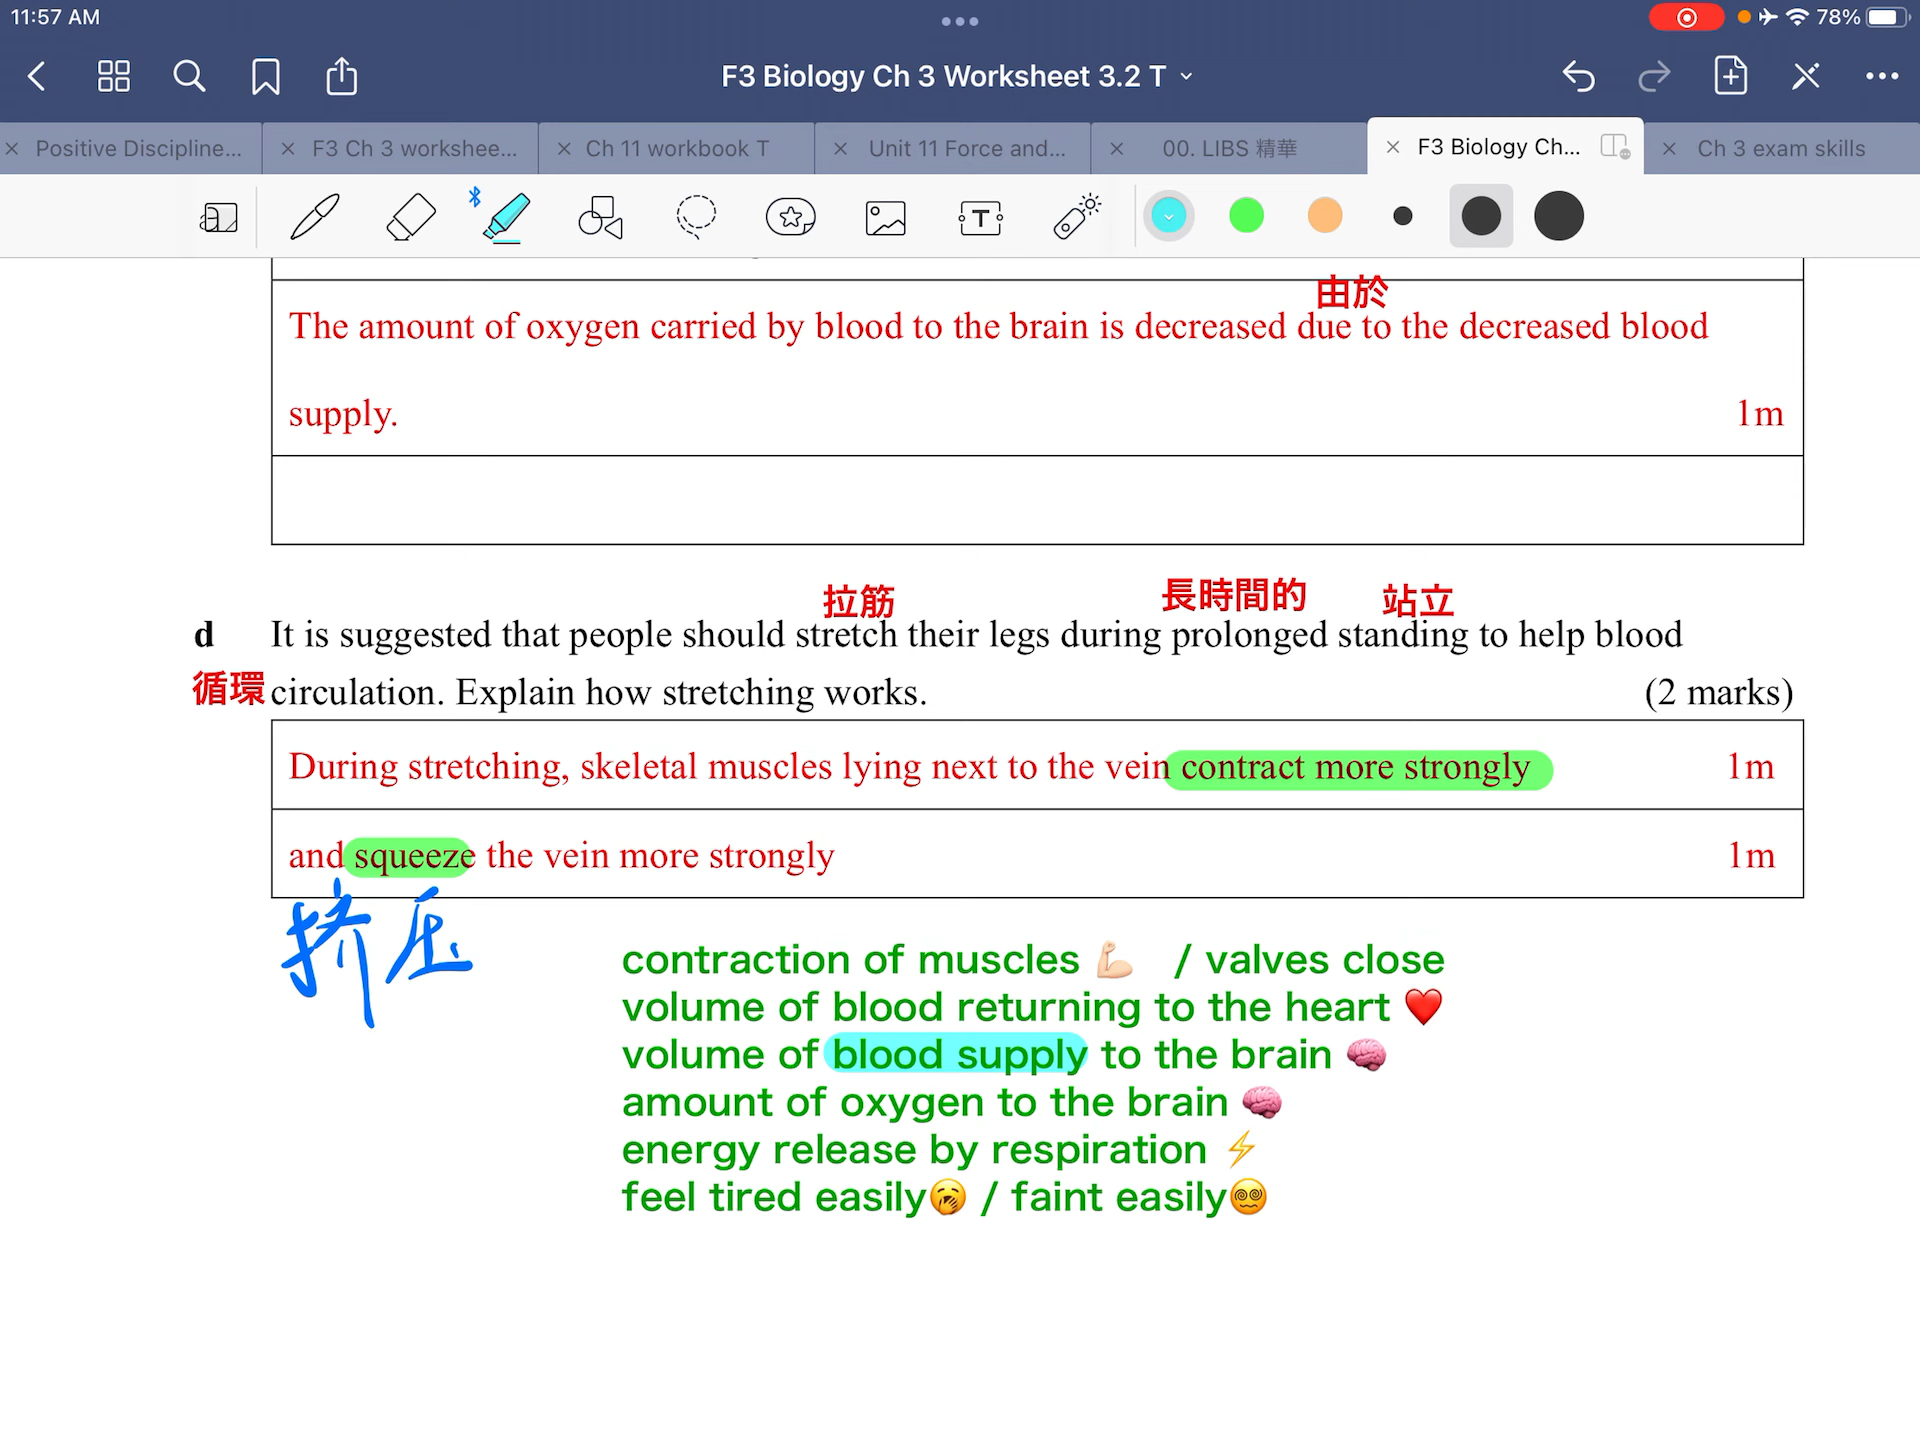 11:57 AM
78%
F3 Biology Ch 3 Worksheet 3.2 T
Positive Discipline...
F3 Ch 3 workshee...
Ch 11 workbook T
Unit 11 Force and...
00. LIBS 精華
F3 Biology Ch...
Ch 3 exam skills
由於
The amount of oxygen carried by blood to the brain is decreased due to the decreased blood
supply. 1m
拉筋 長時間的 站立
d It is suggested that people should stretch their legs during prolonged standing to help blood
循環 circulation. Explain how stretching works. (2 marks)
During stretching, skeletal muscles lying next to the vein contract more strongly 1m
and squeeze the vein more strongly 1m
挤压
contraction of muscles 💪🏻 / valves close
volume of blood returning to the heart ❤️
volume of blood supply to the brain 🧠
amount of oxygen to the brain 🧠
energy release by respiration ⚡
feel tired easily🥱 / faint easily😵‍💫